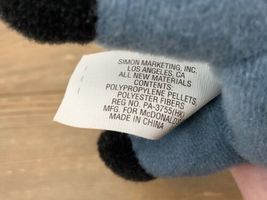 SIMON MARKETING, INC.
LOS ANGELES, CA
ALL NEW MATERIALS
CONTENTS:
POLYPROPYLENE PELLETS,
POLYESTER FIBERS
REG NO. PA-3755(HK)
MFG. FOR McDONALD'S
MADE IN CHINA